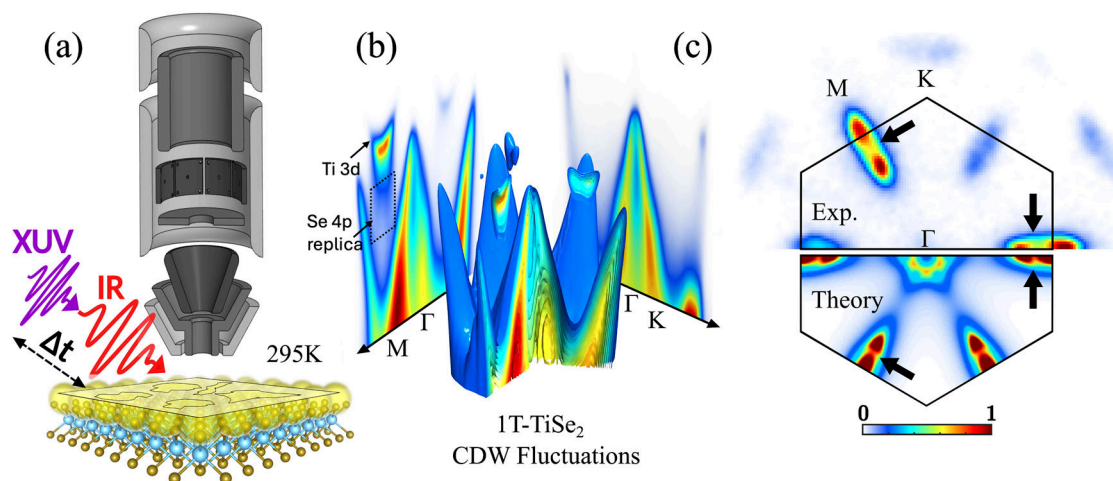 (a)
XUV
IR
Δt
295K
(b)
Ti 3d
Se 4p
replica
M
Γ
Γ
K
1T-TiSe₂
CDW Fluctuations
(c)
M
K
Exp.
Γ
Theory
0
1